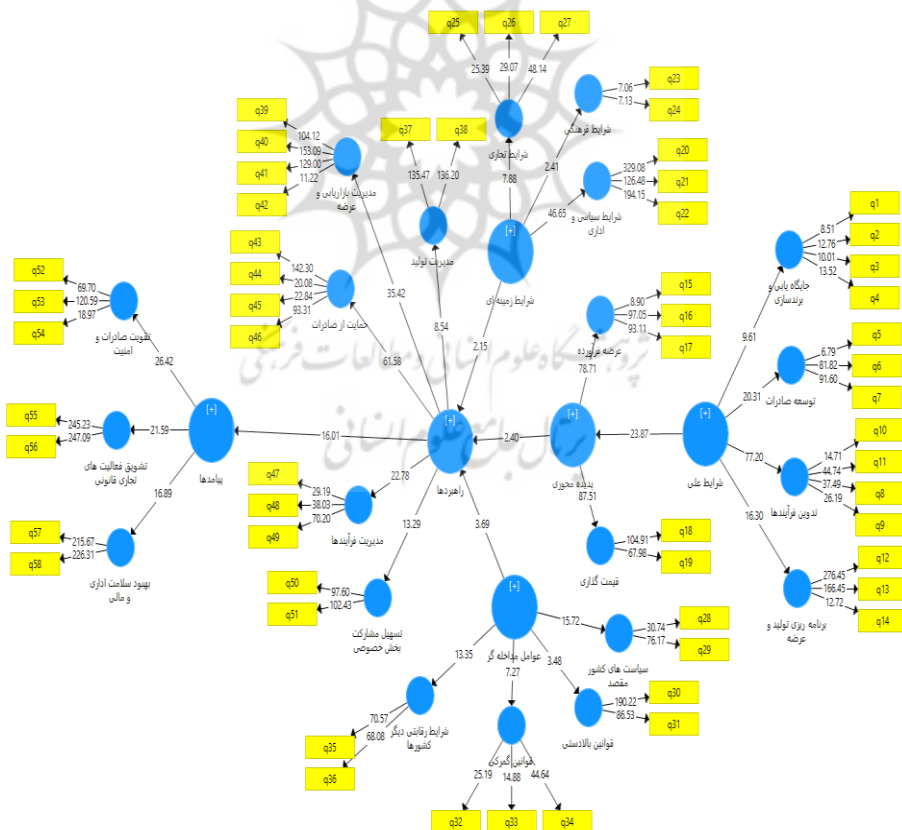 q25
q26
q27
25.39
29.07
48.14
شرایط تجاری
7.88
q23
q24
7.06
7.13
شرایط فرهنگی
2.41
q20
q21
q22
329.08
126.48
194.15
شرایط سیاسی و
اداری
46.65
[+]
شرایط زمینه ای
2.15
q37
q38
135.47
136.20
مدیریت تولید
8.54
q39
q40
q41
q42
104.12
153.09
129.00
11.22
مدیریت بازاریابی و
عرضه
35.42
q43
q44
q45
q46
142.30
20.08
22.84
93.31
حمایت از صادرات
61.58
q52
q53
q54
69.70
120.59
18.97
تقویت صادرات و
امنیت
26.42
q55
q56
245.23
247.09
تشویق فعالیت های
تجاری قانونی
21.59
q57
q58
215.67
226.31
بهبود سلامت اداری
و مالی
16.89
[+]
پیامدها
16.01
[+]
راهبردها
q47
q48
q49
29.19
38.03
70.20
مدیریت فرآیندها
22.78
q50
q51
97.60
102.43
تسهیل مشارکت
بخش خصوصی
13.29
2.40
[+]
پدیده محوری
q15
q16
q17
8.90
97.05
93.11
عرضه فرآورده
78.71
q18
q19
104.91
67.98
قیمت گذاری
87.51
23.87
[+]
شرایط علی
q1
q2
q3
q4
8.51
12.76
10.01
13.52
جایگاه یابی و
برندسازی
9.61
q5
q6
q7
6.79
81.82
91.60
توسعه صادرات
20.31
q10
q11
q8
q9
14.71
44.74
37.49
26.19
تدوین فرآیندها
77.20
q12
q13
q14
276.45
166.45
12.72
برنامه ریزی تولید و
عرضه
16.30
3.69
[+]
عوامل مداخله گر
q28
q29
30.74
76.17
سیاست های کشور
مقصد
15.72
q30
q31
190.22
86.53
قوانین بالادستی
3.48
q32
q33
q34
25.19
14.88
44.64
قوانین گمرکی
7.27
q35
q36
70.57
68.08
شرایط رقابتی دیگر
کشورها
13.35
پژوهشگاه علوم انسانی و مطالعات فرهنگی
پرتال جامع علوم انسانی